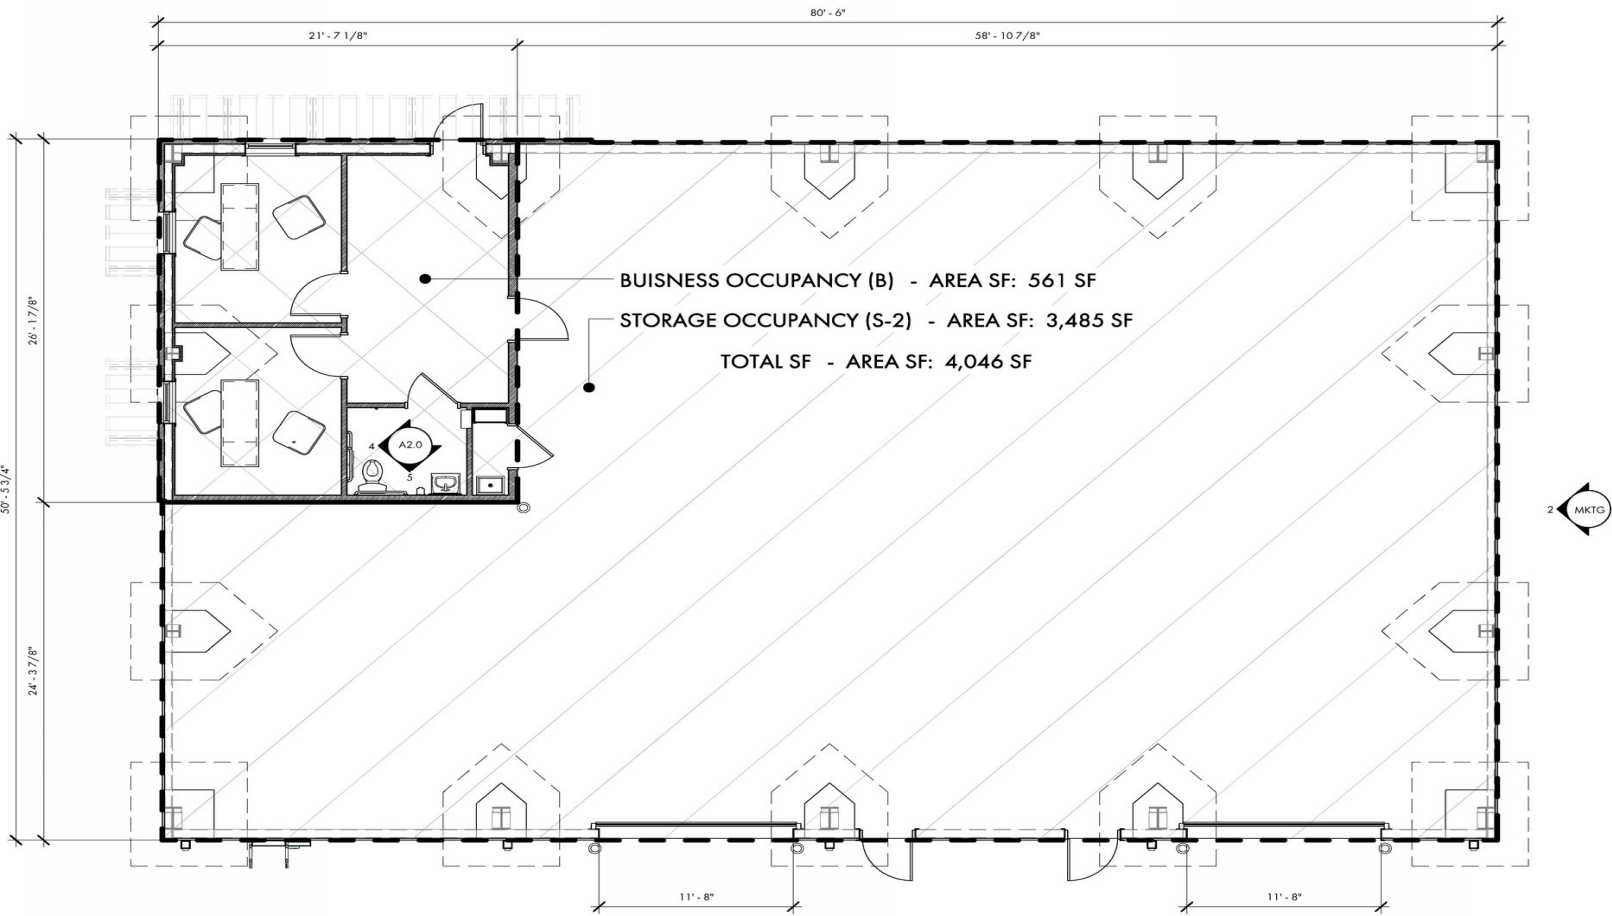 80' - 6"
21' - 7 1/8"
58' - 10 7/8"
BUISNESS OCCUPANCY (B) - AREA SF: 561 SF
STORAGE OCCUPANCY (S-2) - AREA SF: 3,485 SF
TOTAL SF - AREA SF: 4,046 SF
26' - 1 7/8"
50' - 5 3/4"
24' - 3 7/8"
4
A2.0
5
2
MKTG
11' - 8"
11' - 8"